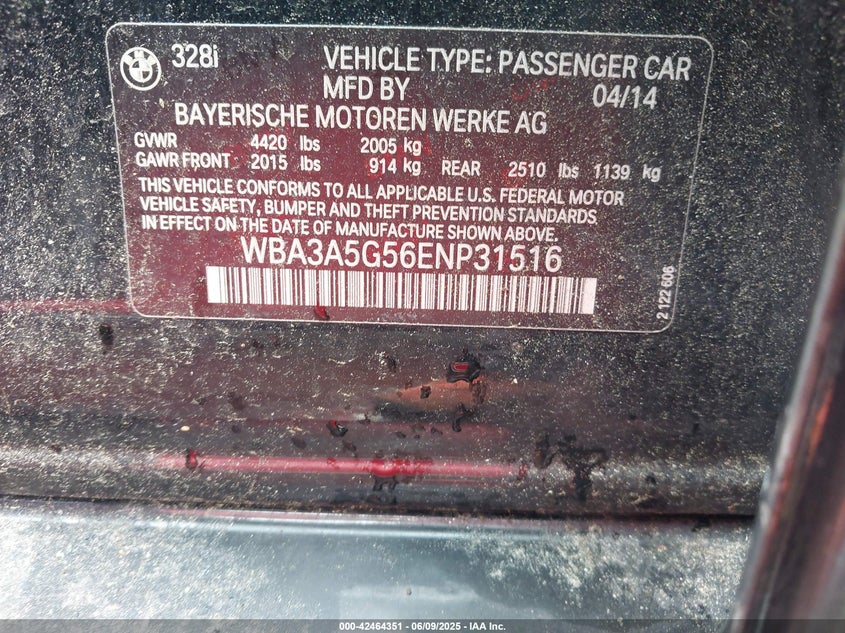 328i
VEHICLE TYPE: PASSENGER CAR
MFD BY 04/14
BAYERISCHE MOTOREN WERKE AG
GVWR 4420 lbs 2005 kg
GAWR FRONT 2015 lbs 914 kg REAR 2510 lbs 1139 kg
THIS VEHICLE CONFORMS TO ALL APPLICABLE U.S. FEDERAL MOTOR
VEHICLE SAFETY, BUMPER AND THEFT PREVENTION STANDARDS
IN EFFECT ON THE DATE OF MANUFACTURE SHOWN ABOVE.
WBA3A5G56ENP31516
2 122 606
000-42464351 | 06/09/2025 - IAA Inc.